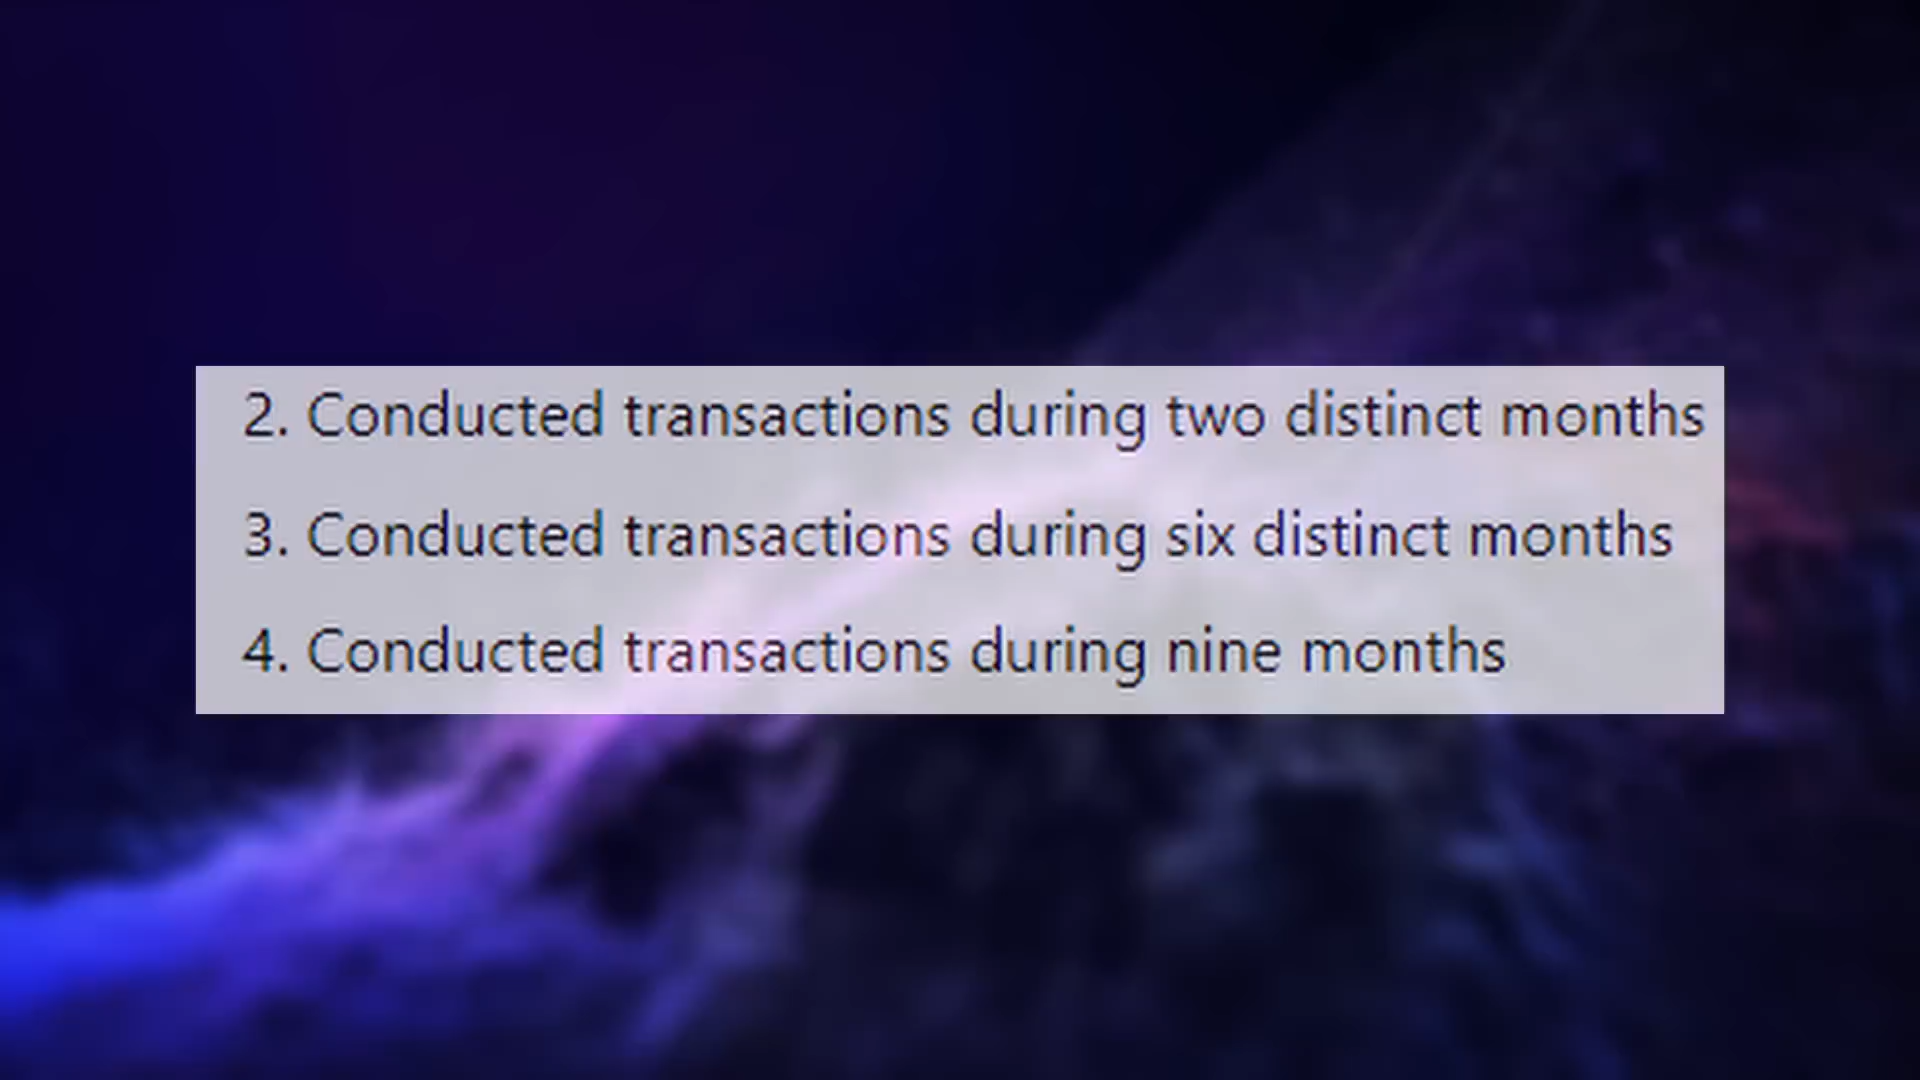 2. Conducted transactions during two distinct months
3. Conducted transactions during six distinct months
4. Conducted transactions during nine months